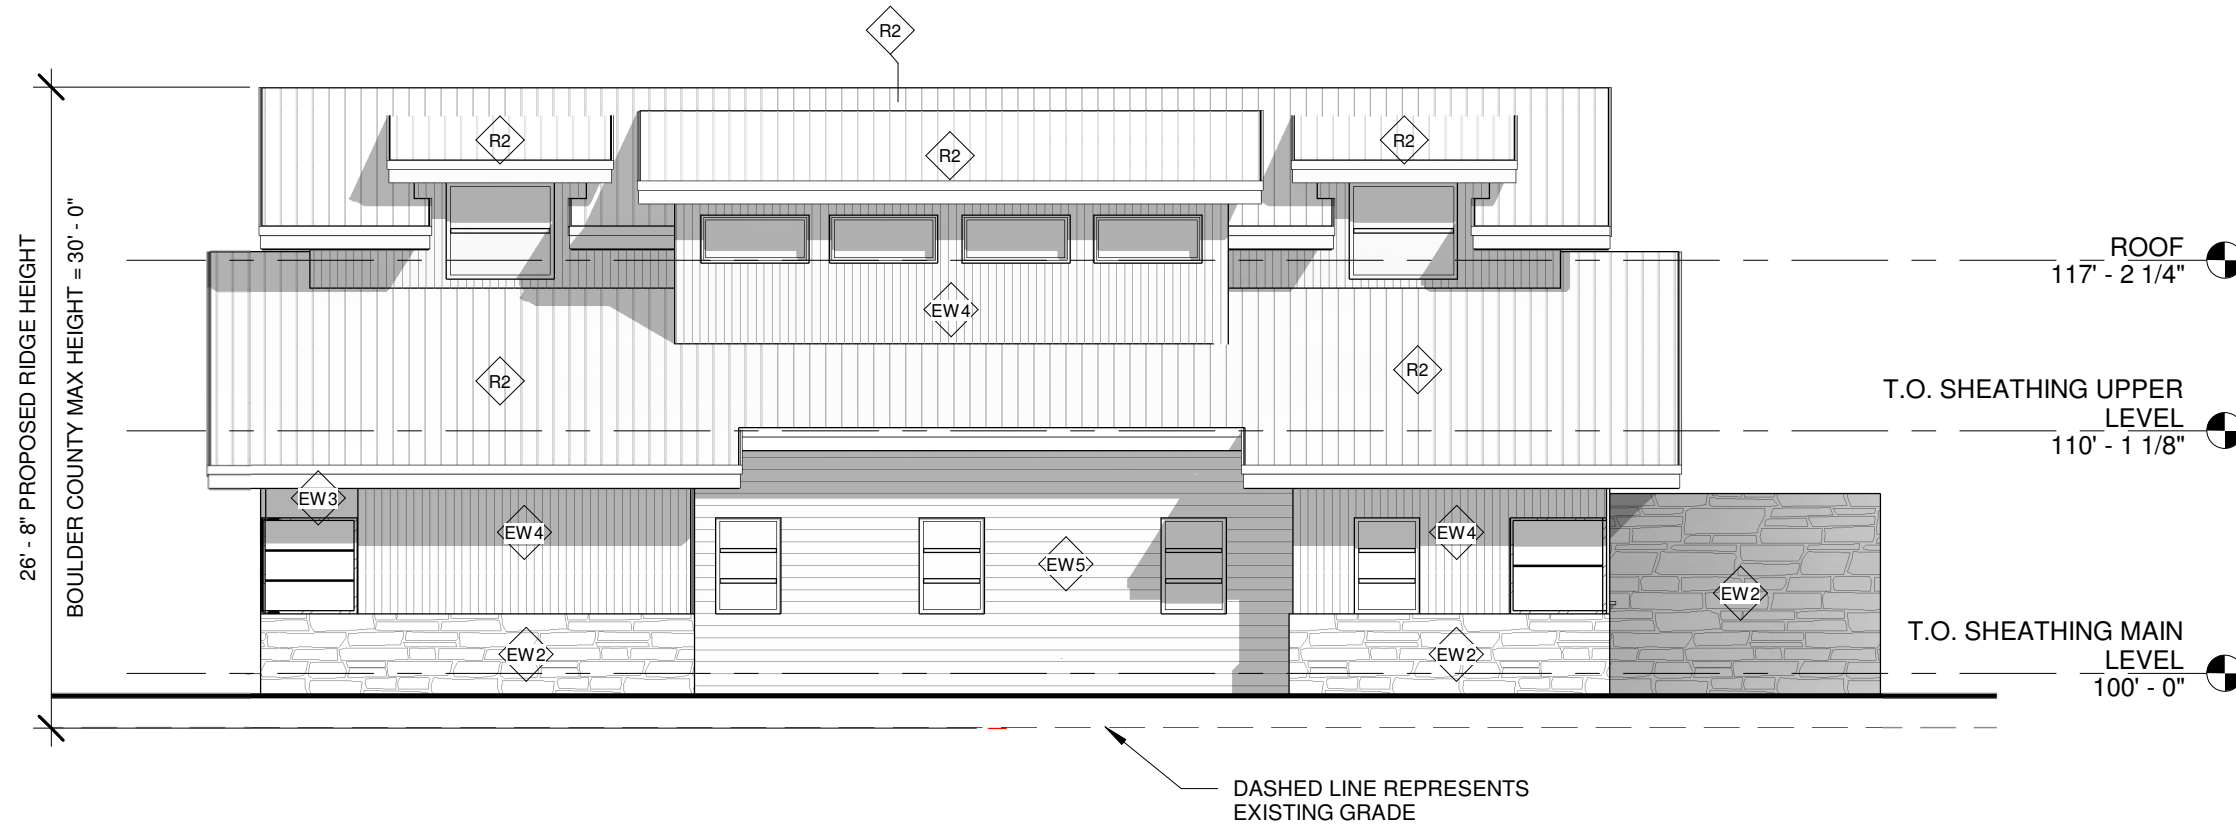 R2
R2
R2
R2
ROOF
117' - 2 1/4"
26' - 8" PROPOSED RIDGE HEIGHT
BOULDER COUNTY MAX HEIGHT = 30' - 0"
EW4
R2
R2
T.O. SHEATHING UPPER
LEVEL
110' - 1 1/8"
EW3
EW4
EW5
EW4
EW2
EW2
EW2
T.O. SHEATHING MAIN
LEVEL
100' - 0"
DASHED LINE REPRESENTS
EXISTING GRADE